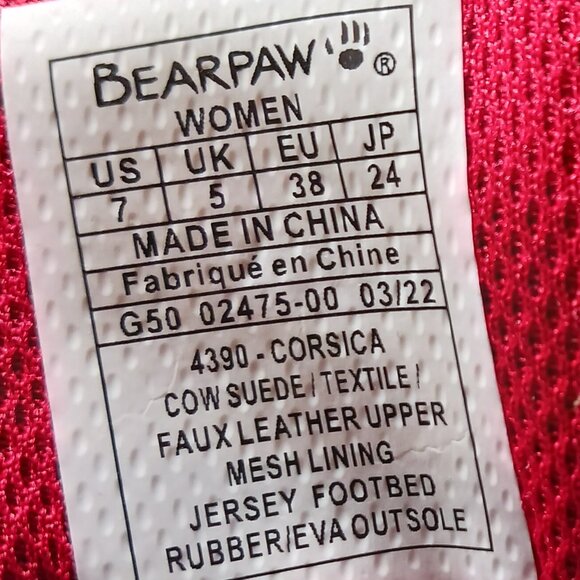 BEARPAW ®
WOMEN
US UK EU JP
7 5 38 24
MADE IN CHINA
Fabriqué en Chine
G50 02475-00 03/22
4390 - CORSICA
COW SUEDE / TEXTILE /
FAUX LEATHER UPPER
MESH LINING
JERSEY FOOTBED
RUBBER/EVA OUTSOLE